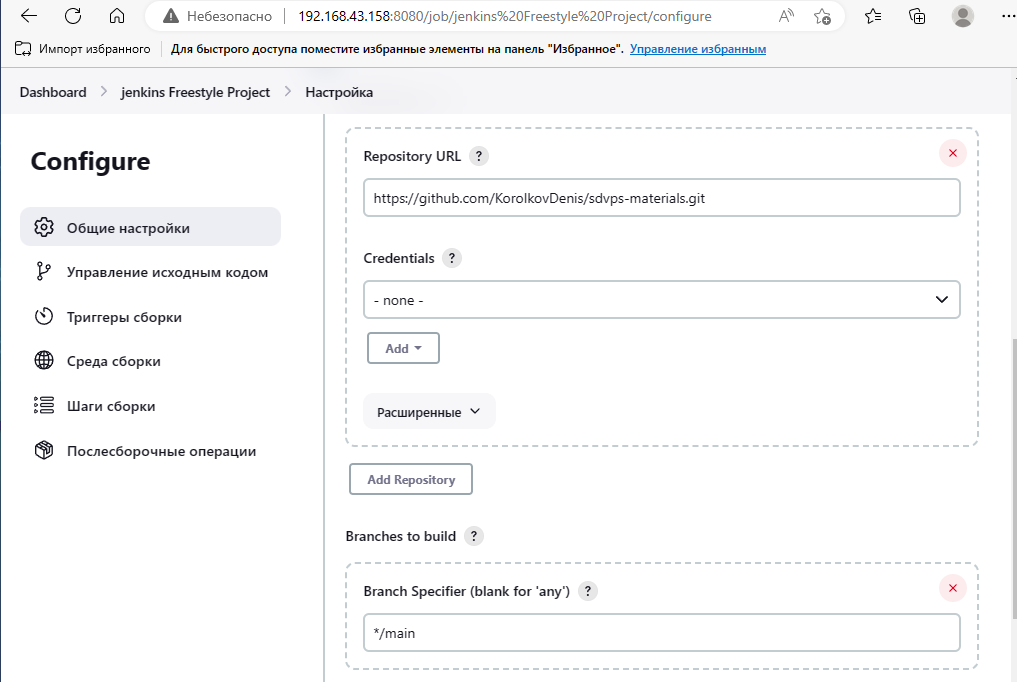 Небезопасно 192.168.43.158:8080/job/jenkins%20Freestyle%20Project/configure
Импорт избранного Для быстрого доступа поместите избранные элементы на панель "Избранное". Управление избранным
Dashboard > jenkins Freestyle Project > Настройка
Configure
Общие настройки
Управление исходным кодом
Триггеры сборки
Среда сборки
Шаги сборки
Послесборочные операции
Repository URL ?
https://github.com/KorolkovDenis/sdvps-materials.git
Credentials ?
- none -
Add
Расширенные
Add Repository
Branches to build ?
Branch Specifier (blank for 'any') ?
*/main